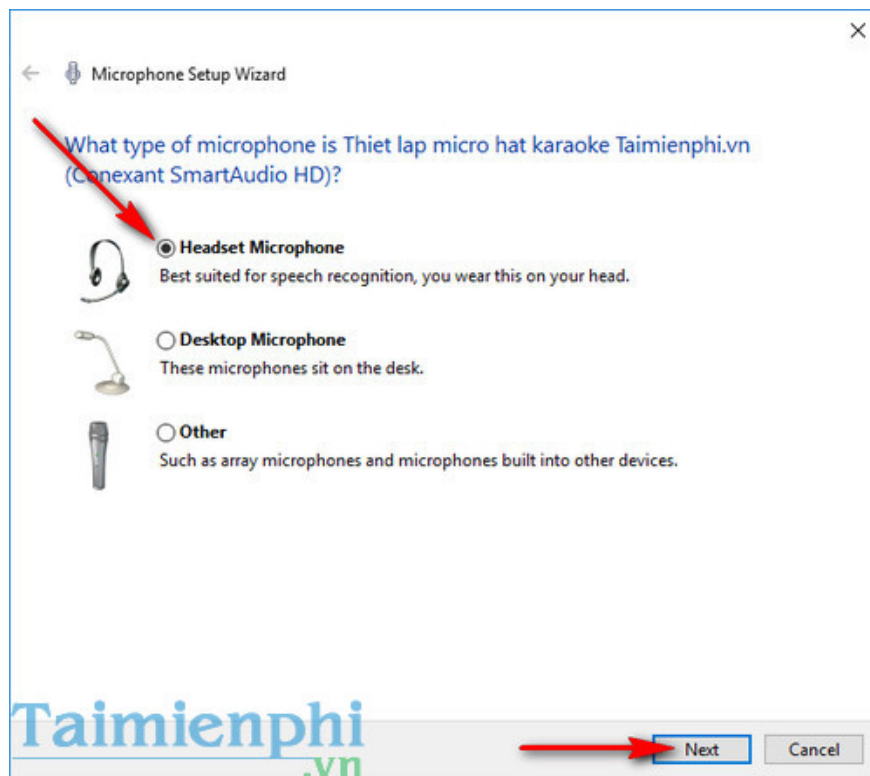 Microphone Setup Wizard
What type of microphone is Thiet lap micro hat karaoke Taimienphi.vn
(Conexant SmartAudio HD)?
Headset Microphone
Best suited for speech recognition, you wear this on your head.
Desktop Microphone
These microphones sit on the desk.
Other
Such as array microphones and microphones built into other devices.
Taimienphi
.vn
Next
Cancel